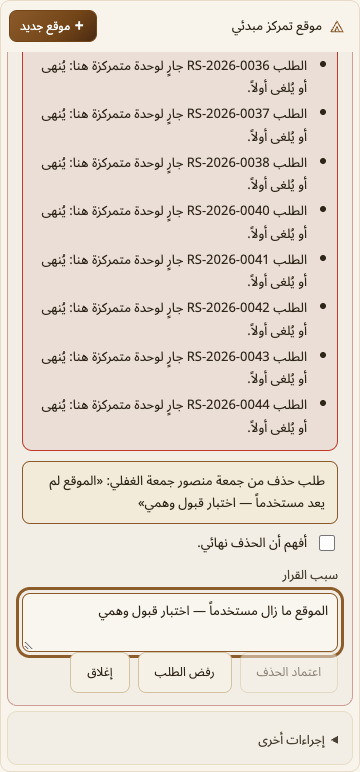 موقع تمركز مبدئي
+ موقع جديد
الطلب RS-2026-0036 جارٍ لوحدة متمركزة هنا: يُنهى
أو يُلغى أولاً.
الطلب RS-2026-0037 جارٍ لوحدة متمركزة هنا: يُنهى
أو يُلغى أولاً.
الطلب RS-2026-0038 جارٍ لوحدة متمركزة هنا: يُنهى
أو يُلغى أولاً.
الطلب RS-2026-0040 جارٍ لوحدة متمركزة هنا: يُنهى
أو يُلغى أولاً.
الطلب RS-2026-0041 جارٍ لوحدة متمركزة هنا: يُنهى
أو يُلغى أولاً.
الطلب RS-2026-0042 جارٍ لوحدة متمركزة هنا: يُنهى
أو يُلغى أولاً.
الطلب RS-2026-0043 جارٍ لوحدة متمركزة هنا: يُنهى
أو يُلغى أولاً.
الطلب RS-2026-0044 جارٍ لوحدة متمركزة هنا: يُنهى
أو يُلغى أولاً.
طلب حذف من جمعة منصور جمعة الغفلي: «الموقع لم
يعد مستخدماً — اختبار قبول وهمي»
أفهم أن الحذف نهائي.
سبب القرار
الموقع ما زال مستخدماً — اختبار قبول وهمي
اعتماد الحذف
رفض الطلب
إغلاق
إجراءات أخرى